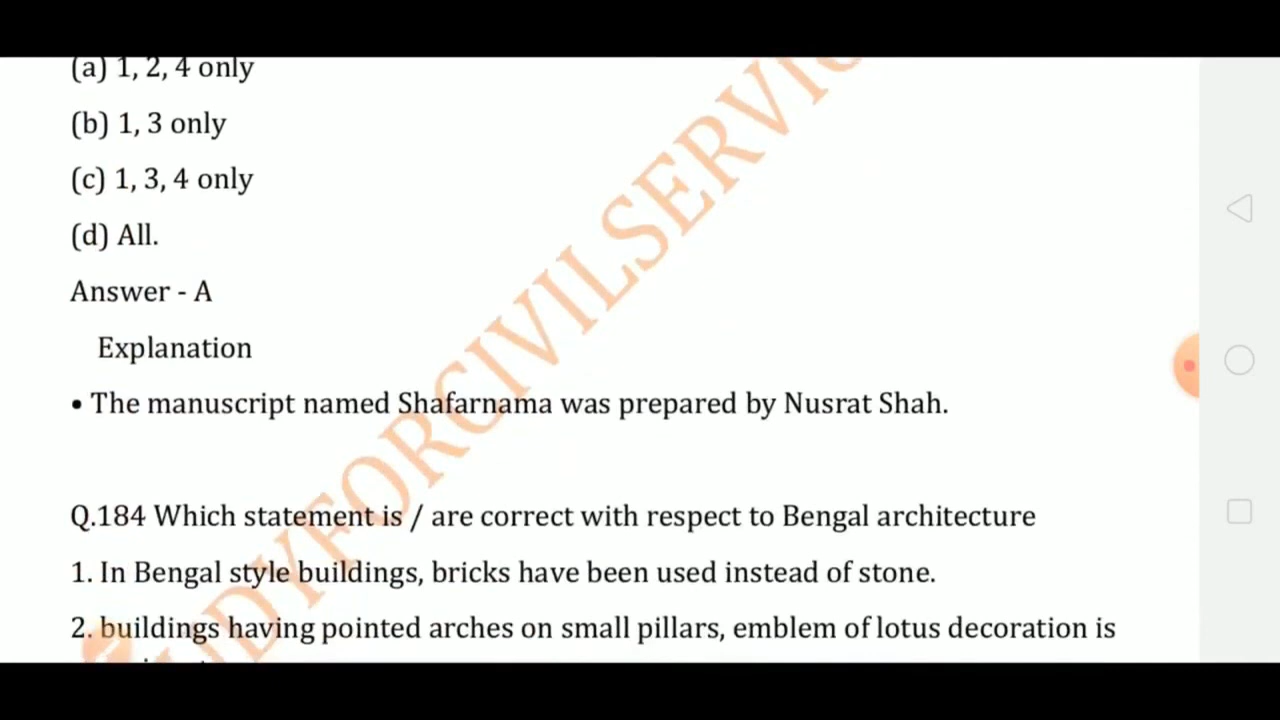 (a) 1, 2, 4 only
(b) 1, 3 only
(c) 1, 3, 4 only
(d) All.
Answer - A
Explanation
• The manuscript named Shafarnama was prepared by Nusrat Shah.
Q.184 Which statement is / are correct with respect to Bengal architecture
1. In Bengal style buildings, bricks have been used instead of stone.
2. buildings having pointed arches on small pillars, emblem of lotus decoration is
UDYFORCIVILSERVIC